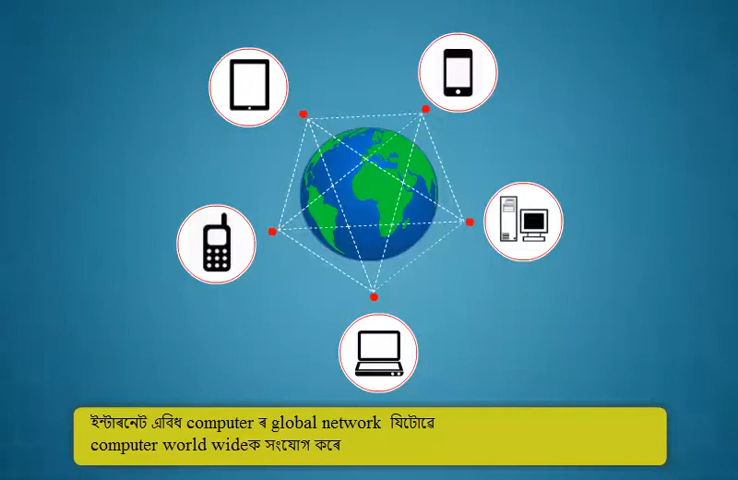 ইন্টাৰনেট এবিধ computer ৰ global network যিটোৱে
computer world wideক সংযোগ কৰে